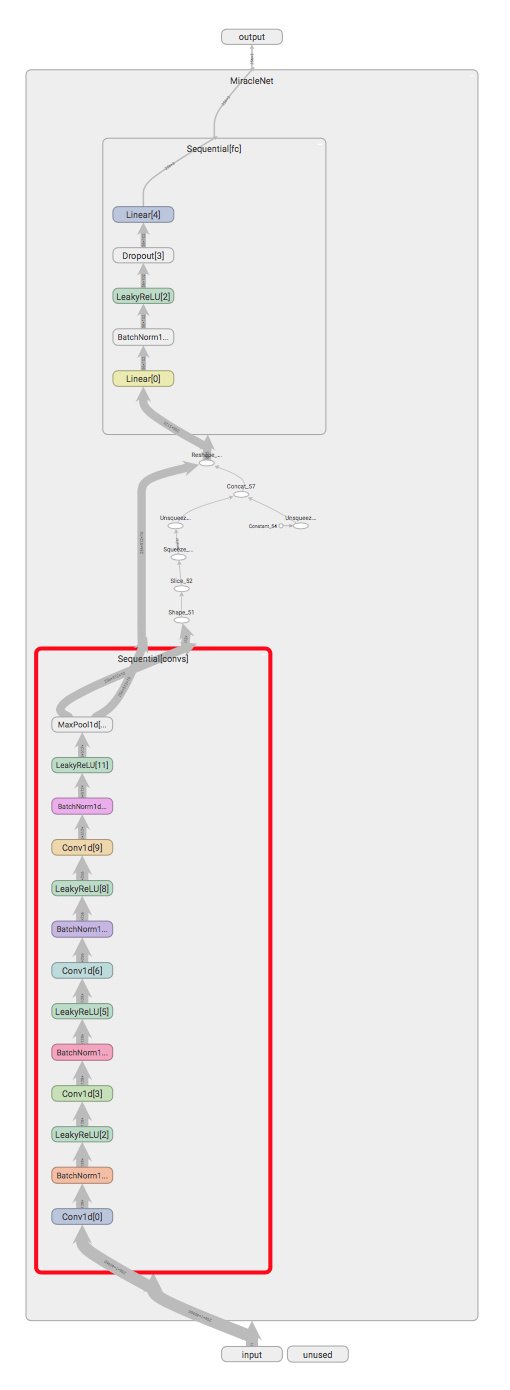 output
MiracleNet
Sequential[fc]
Linear[4]
Dropout[3]
LeakyReLU[2]
BatchNorm1...
Linear[0]
Reshape_...
Concat_57
Unsqueez...
Constant_54
Unsqueez...
Squeeze_...
Slice_52
Shape_51
Sequential[convs]
MaxPool1d[...
LeakyReLU[11]
BatchNorm1d...
Conv1d[9]
LeakyReLU[8]
BatchNorm1...
Conv1d[6]
LeakyReLU[5]
BatchNorm1...
Conv1d[3]
LeakyReLU[2]
BatchNorm1...
Conv1d[0]
input
unused